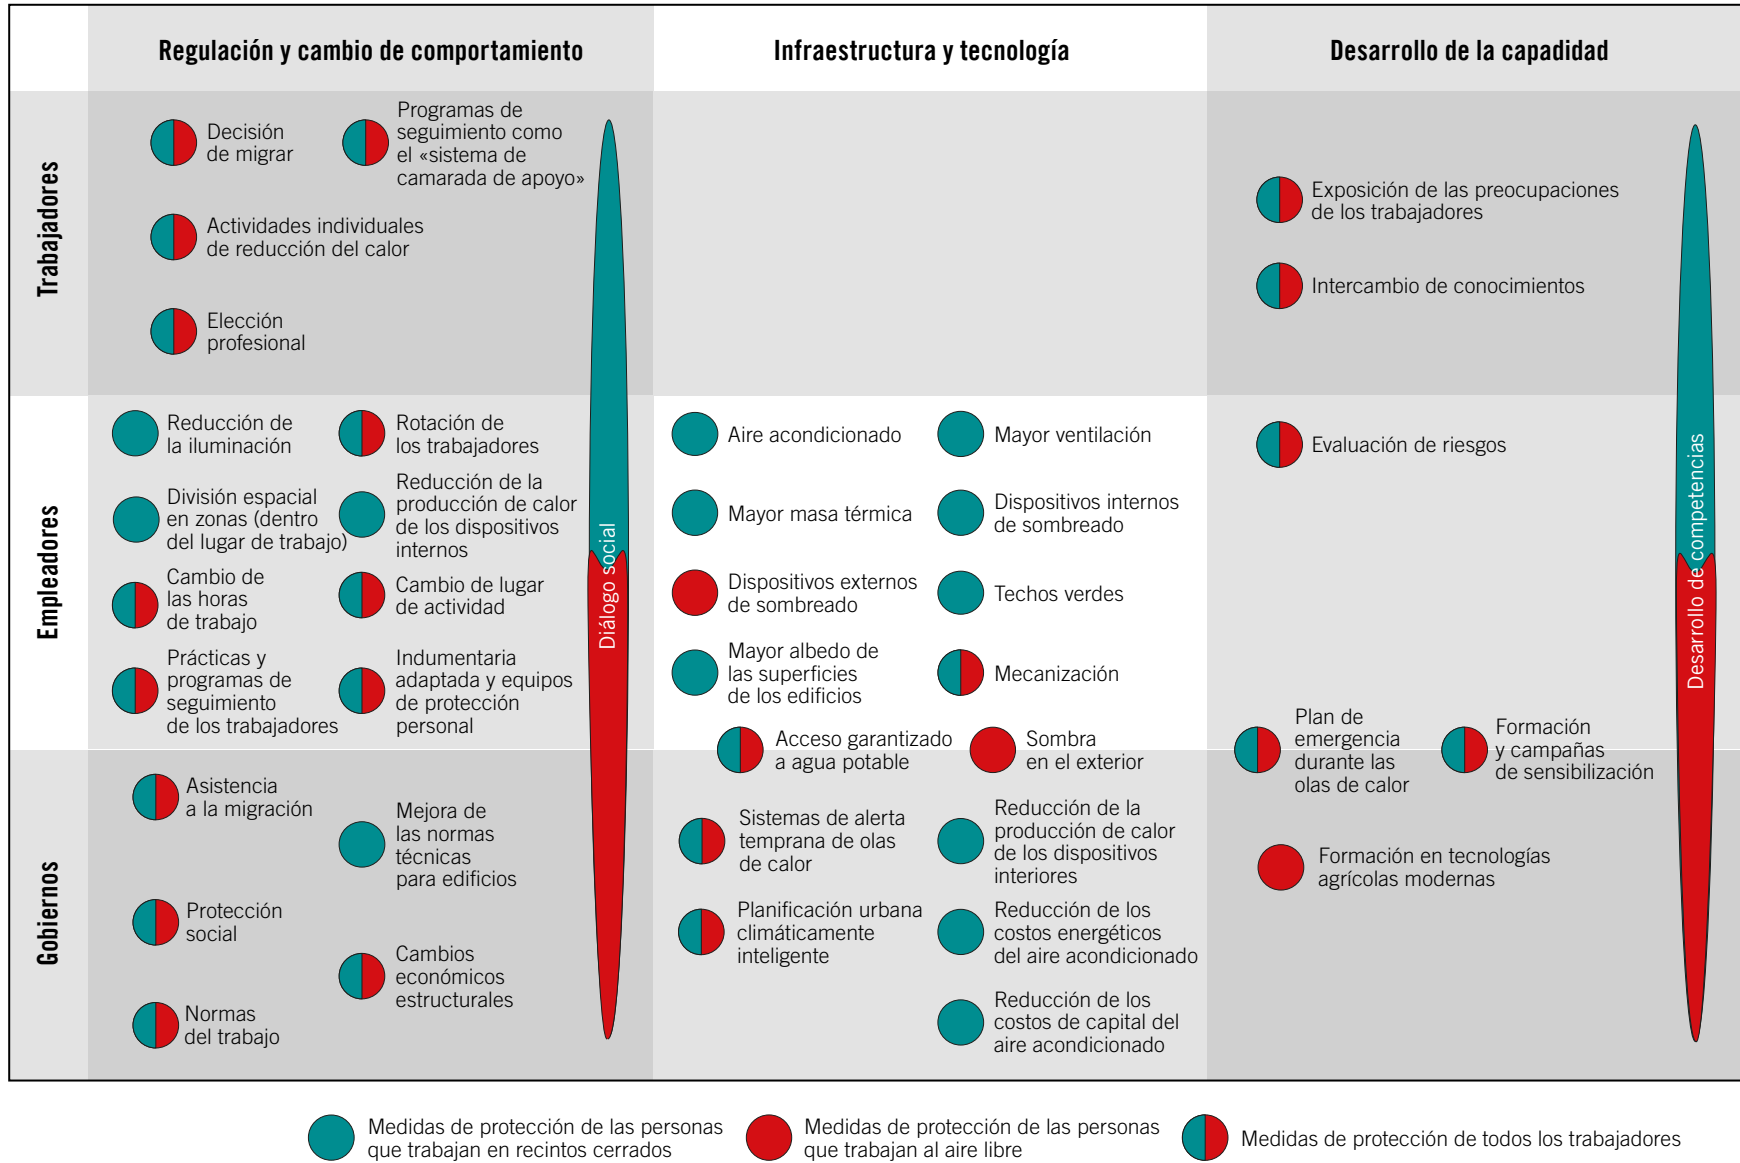 Regulación y cambio de comportamiento
Infraestructura y tecnología
Desarrollo de la capadidad
Trabajadores
Decisión
de migrar
Programas de
seguimiento como
el «sistema de
camarada de apoyo»
Actividades individuales
de reducción del calor
Elección
profesional
Exposición de las preocupaciones
de los trabajadores
Intercambio de conocimientos
Empleadores
Reducción de
la iluminación
Rotación de
los trabajadores
División espacial
en zonas (dentro
del lugar de trabajo)
Reducción de la
producción de calor
de los dispositivos
internos
Cambio de
las horas
de trabajo
Cambio de lugar
de actividad
Prácticas y
programas de
seguimiento
de los trabajadores
Indumentaria
adaptada y equipos
de protección
personal
Diálogo social
Aire acondicionado
Mayor ventilación
Mayor masa térmica
Dispositivos internos
de sombreado
Dispositivos externos
de sombreado
Techos verdes
Mayor albedo de
las superficies
de los edificios
Mecanización
Acceso garantizado
a agua potable
Sombra
en el exterior
Evaluación de riesgos
Desarrollo de competencias
Plan de
emergencia
durante las
olas de calor
Formación
y campañas
de sensibilización
Gobiernos
Asistencia
a la migración
Mejora de
las normas
técnicas
para edificios
Protección
social
Cambios
económicos
estructurales
Normas
del trabajo
Sistemas de alerta
temprana de olas
de calor
Reducción de la
producción de calor
de los dispositivos
interiores
Planificación urbana
climáticamente
inteligente
Reducción de los
costos energéticos
del aire acondicionado
Reducción de los
costos de capital del
aire acondicionado
Formación en tecnologías
agrícolas modernas
Medidas de protección de las personas
que trabajan en recintos cerrados
Medidas de protección de las personas
que trabajan al aire libre
Medidas de protección de todos los trabajadores